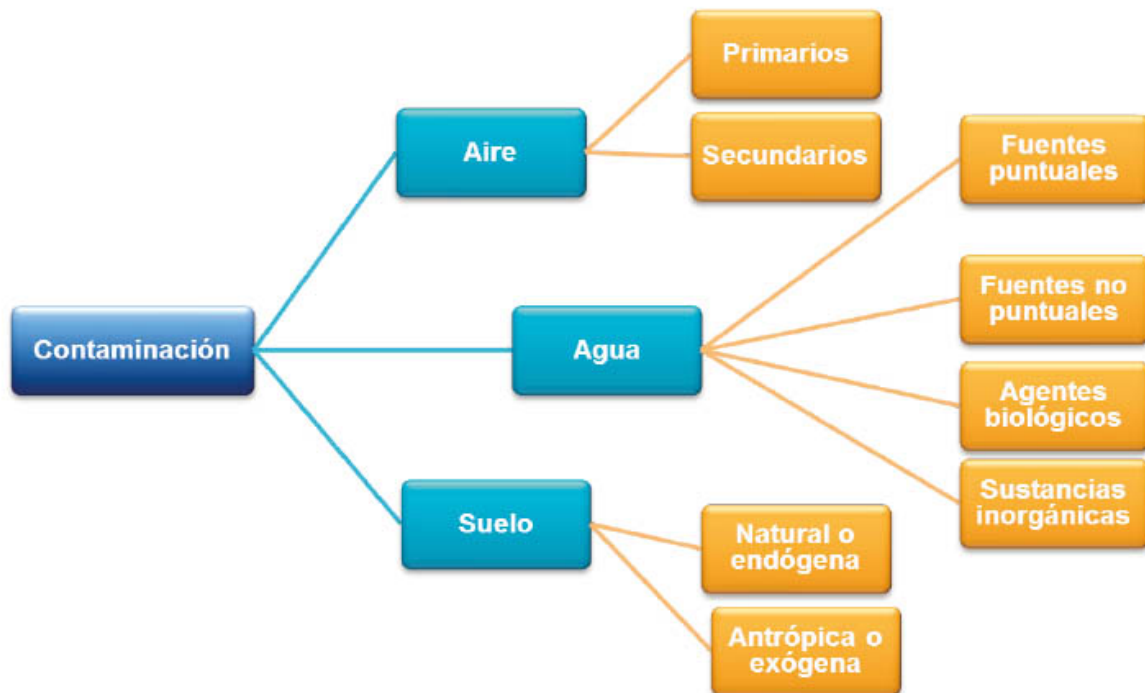 Contaminación
Aire
Primarios
Secundarios
Agua
Fuentes
puntuales
Fuentes no
puntuales
Agentes
biológicos
Sustancias
inorgánicas
Suelo
Natural o
endógena
Antrópica o
exógena